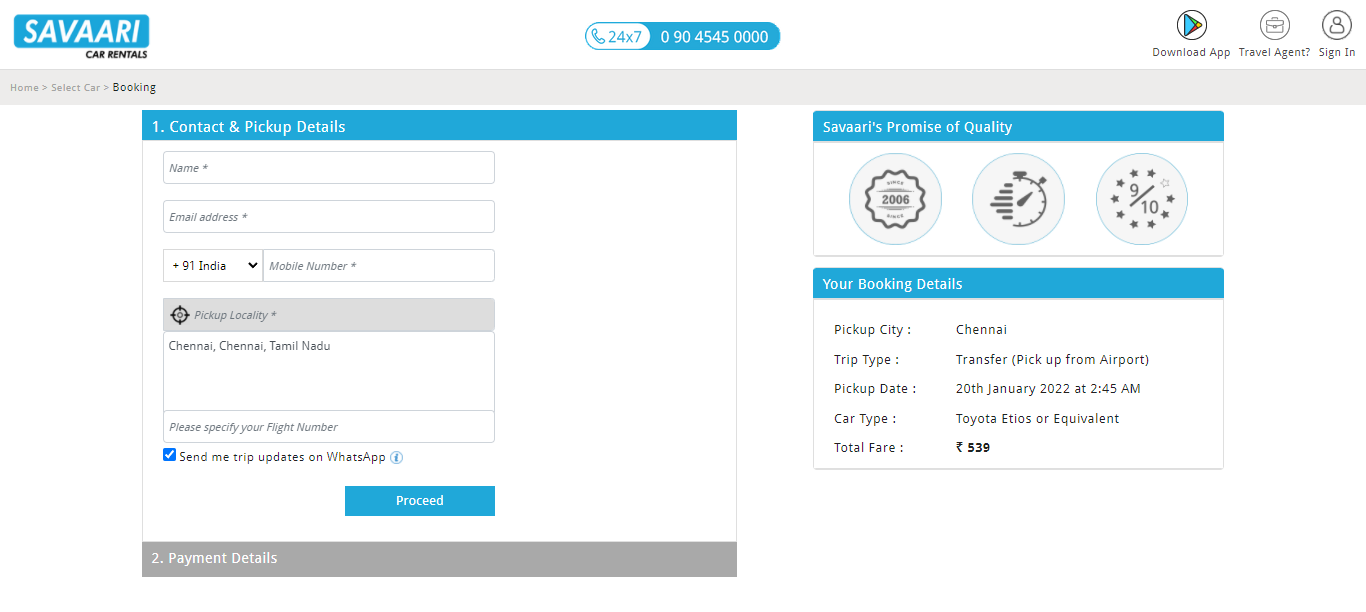 SAVAARI
CAR RENTALS
24x7 0 90 4545 0000
Download App
Travel Agent?
Sign In
Home > Select Car > Booking
1. Contact & Pickup Details
Name *
Email address *
+ 91 India
Mobile Number *
Pickup Locality *
Chennai, Chennai, Tamil Nadu
Please specify your Flight Number
Send me trip updates on WhatsApp i
Proceed
2. Payment Details
Savaari's Promise of Quality
SINCE
2006
SINCE
9/10
Your Booking Details
Pickup City : Chennai
Trip Type : Transfer (Pick up from Airport)
Pickup Date : 20th January 2022 at 2:45 AM
Car Type : Toyota Etios or Equivalent
Total Fare : ₹ 539